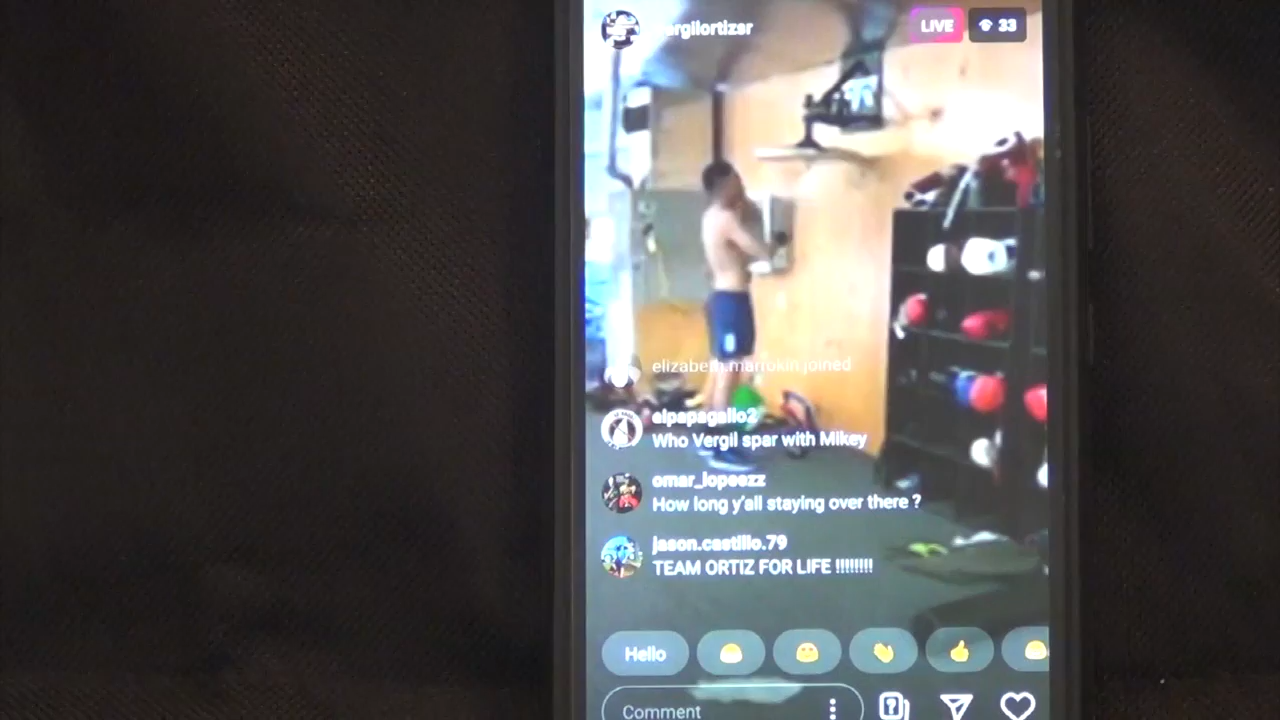 vergilortizsr
LIVE
33
elizabeth.marrokin joined
elpapagallo2
Who Vergil spar with Mikey
omar_lopeezz
How long y'all staying over there ?
jason.castillo.79
TEAM ORTIZ FOR LIFE !!!!!!!!
Hello
Comment